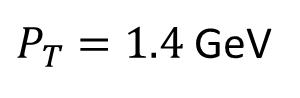 P_T = 1.4 GeV